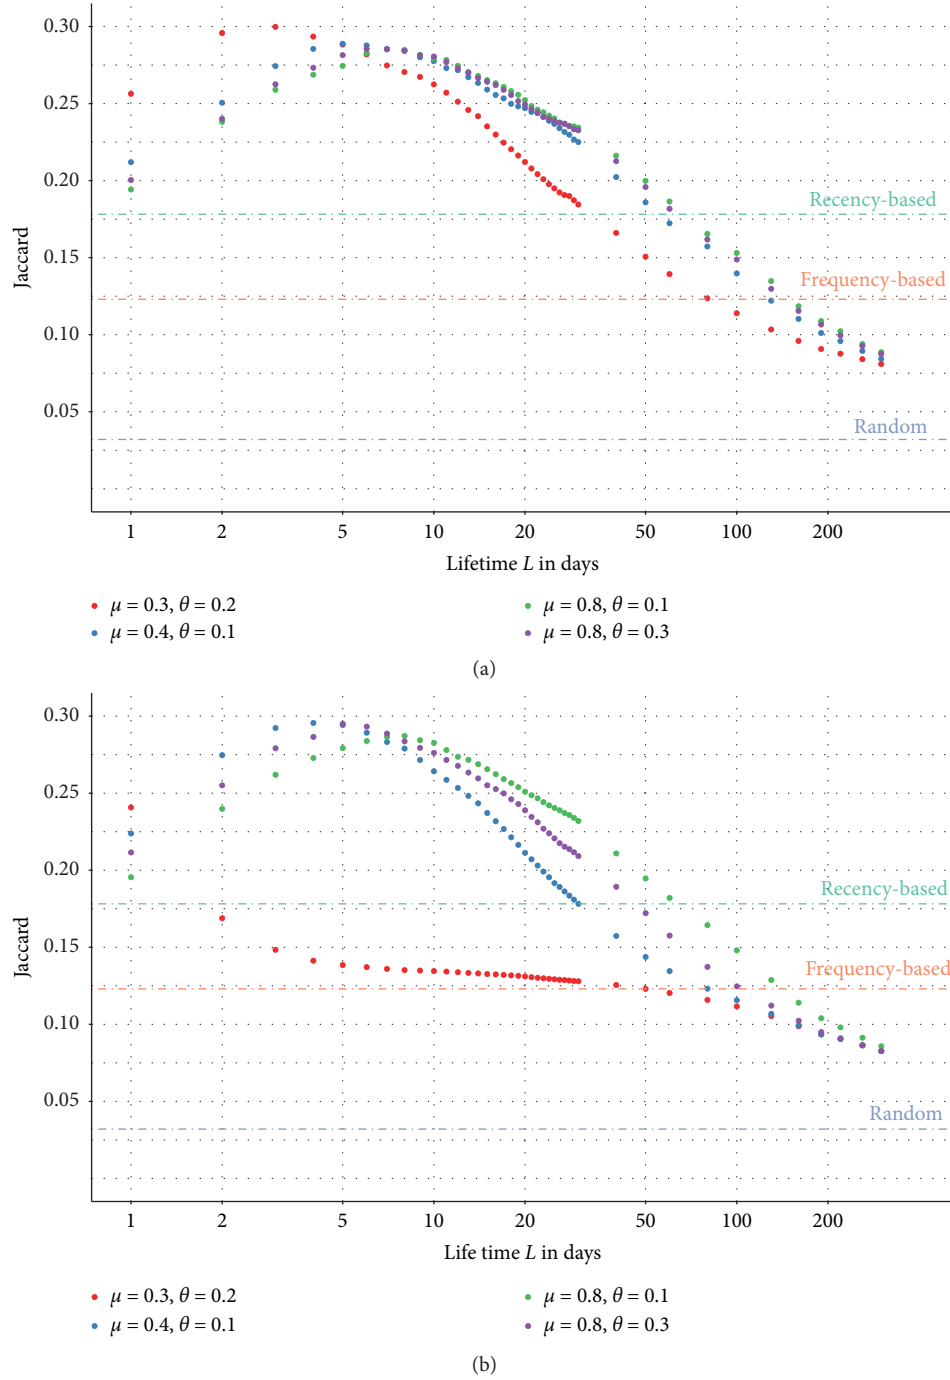 0.30
0.25
0.20
0.15
0.10
0.05
Jaccard
Recency-based
Frequency-based
Random
1 2 5 10 20 50 100 200
Lifetime L in days
μ = 0.3, θ = 0.2
μ = 0.4, θ = 0.1
μ = 0.8, θ = 0.1
μ = 0.8, θ = 0.3
(a)
0.30
0.25
0.20
0.15
0.10
0.05
Jaccard
Recency-based
Frequency-based
Random
1 2 5 10 20 50 100 200
Life time L in days
μ = 0.3, θ = 0.2
μ = 0.4, θ = 0.1
μ = 0.8, θ = 0.1
μ = 0.8, θ = 0.3
(b)